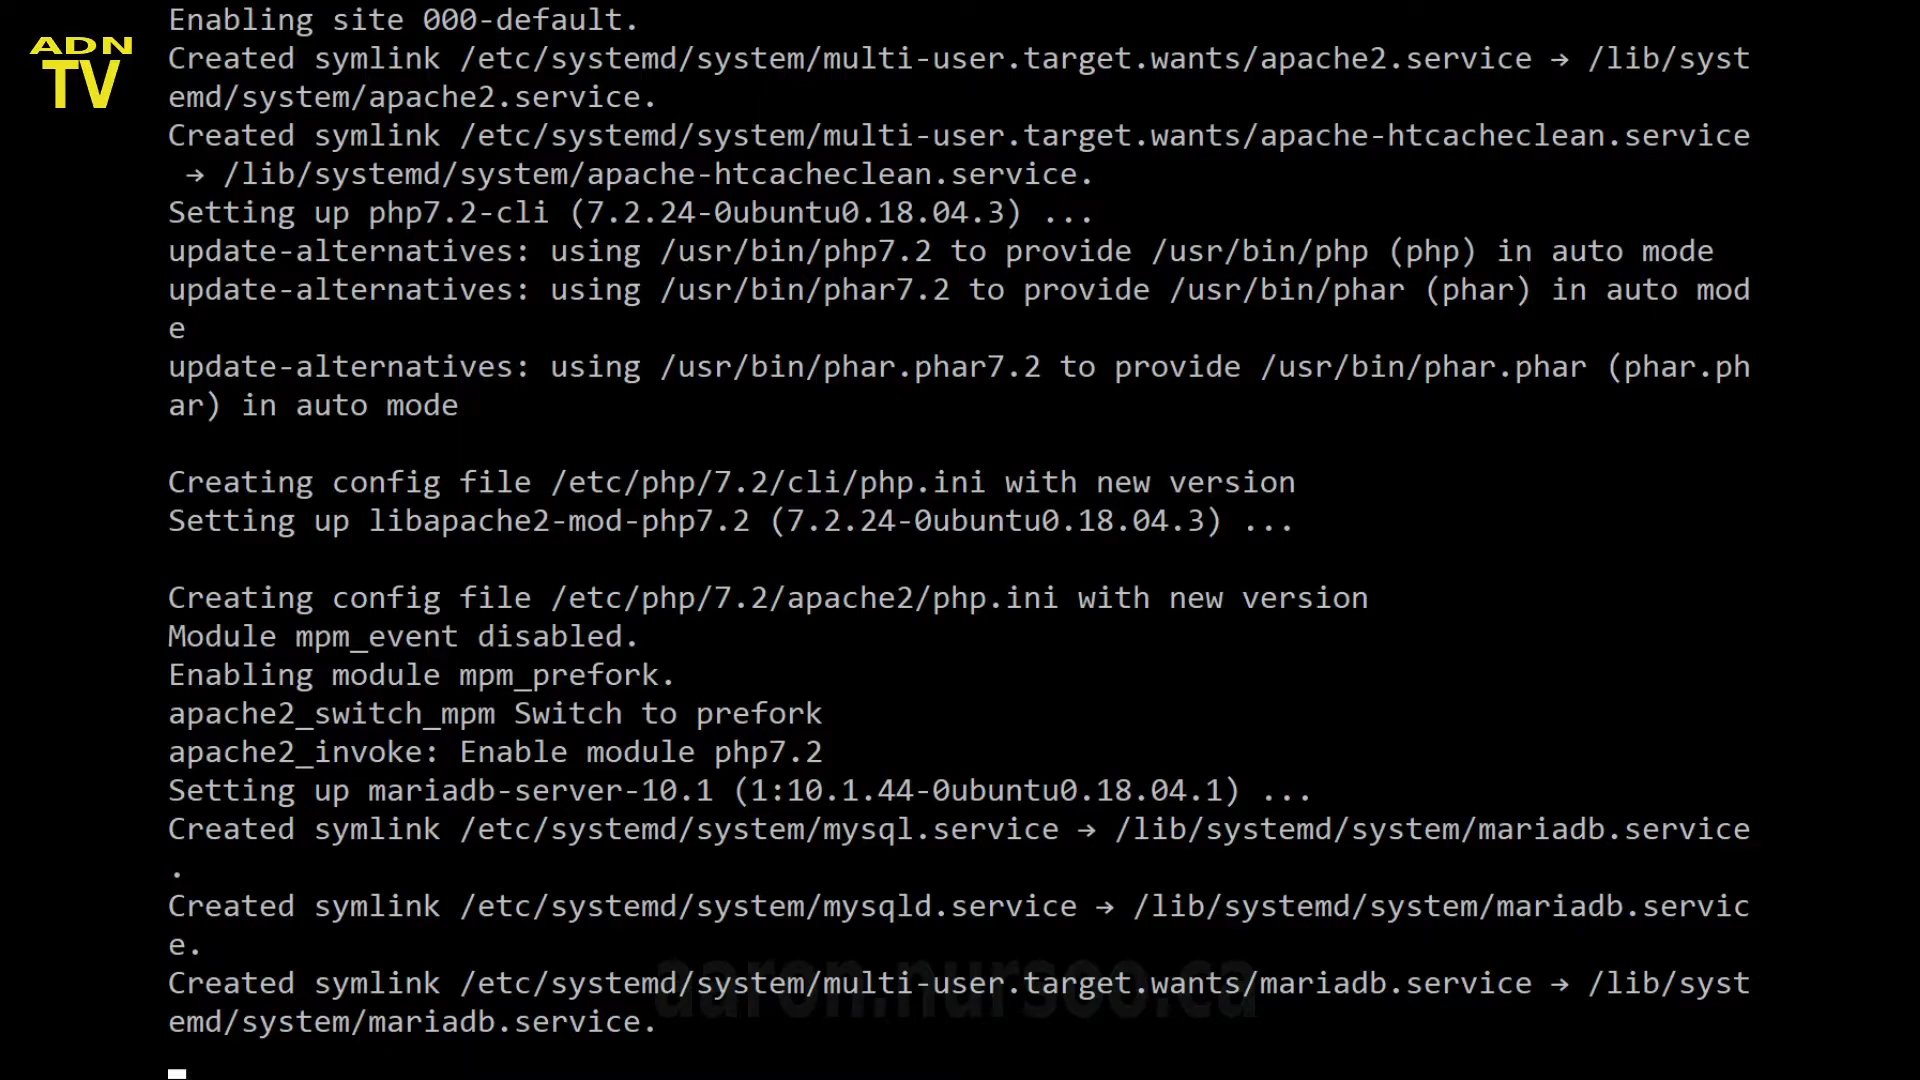 ADN
TV
Enabling site 000-default.
Created symlink /etc/systemd/system/multi-user.target.wants/apache2.service → /lib/syst
emd/system/apache2.service.
Created symlink /etc/systemd/system/multi-user.target.wants/apache-htcacheclean.service
 → /lib/systemd/system/apache-htcacheclean.service.
Setting up php7.2-cli (7.2.24-0ubuntu0.18.04.3) ...
update-alternatives: using /usr/bin/php7.2 to provide /usr/bin/php (php) in auto mode
update-alternatives: using /usr/bin/phar7.2 to provide /usr/bin/phar (phar) in auto mod
e
update-alternatives: using /usr/bin/phar.phar7.2 to provide /usr/bin/phar.phar (phar.ph
ar) in auto mode
Creating config file /etc/php/7.2/cli/php.ini with new version
Setting up libapache2-mod-php7.2 (7.2.24-0ubuntu0.18.04.3) ...
Creating config file /etc/php/7.2/apache2/php.ini with new version
Module mpm_event disabled.
Enabling module mpm_prefork.
apache2_switch_mpm Switch to prefork
apache2_invoke: Enable module php7.2
Setting up mariadb-server-10.1 (1:10.1.44-0ubuntu0.18.04.1) ...
Created symlink /etc/systemd/system/mysql.service → /lib/systemd/system/mariadb.service
.
Created symlink /etc/systemd/system/mysqld.service → /lib/systemd/system/mariadb.servic
e.
Created symlink /etc/systemd/system/multi-user.target.wants/mariadb.service → /lib/syst
emd/system/mariadb.service.
aaron.nursoo.ca